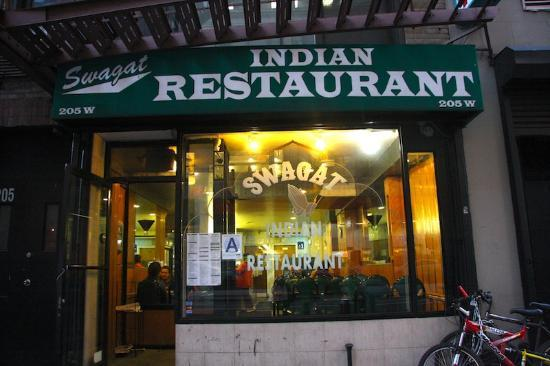 Swagat
INDIAN
RESTAURANT
205 W
205 W
205
SWAGAT
INDIAN
RESTAURANT
A